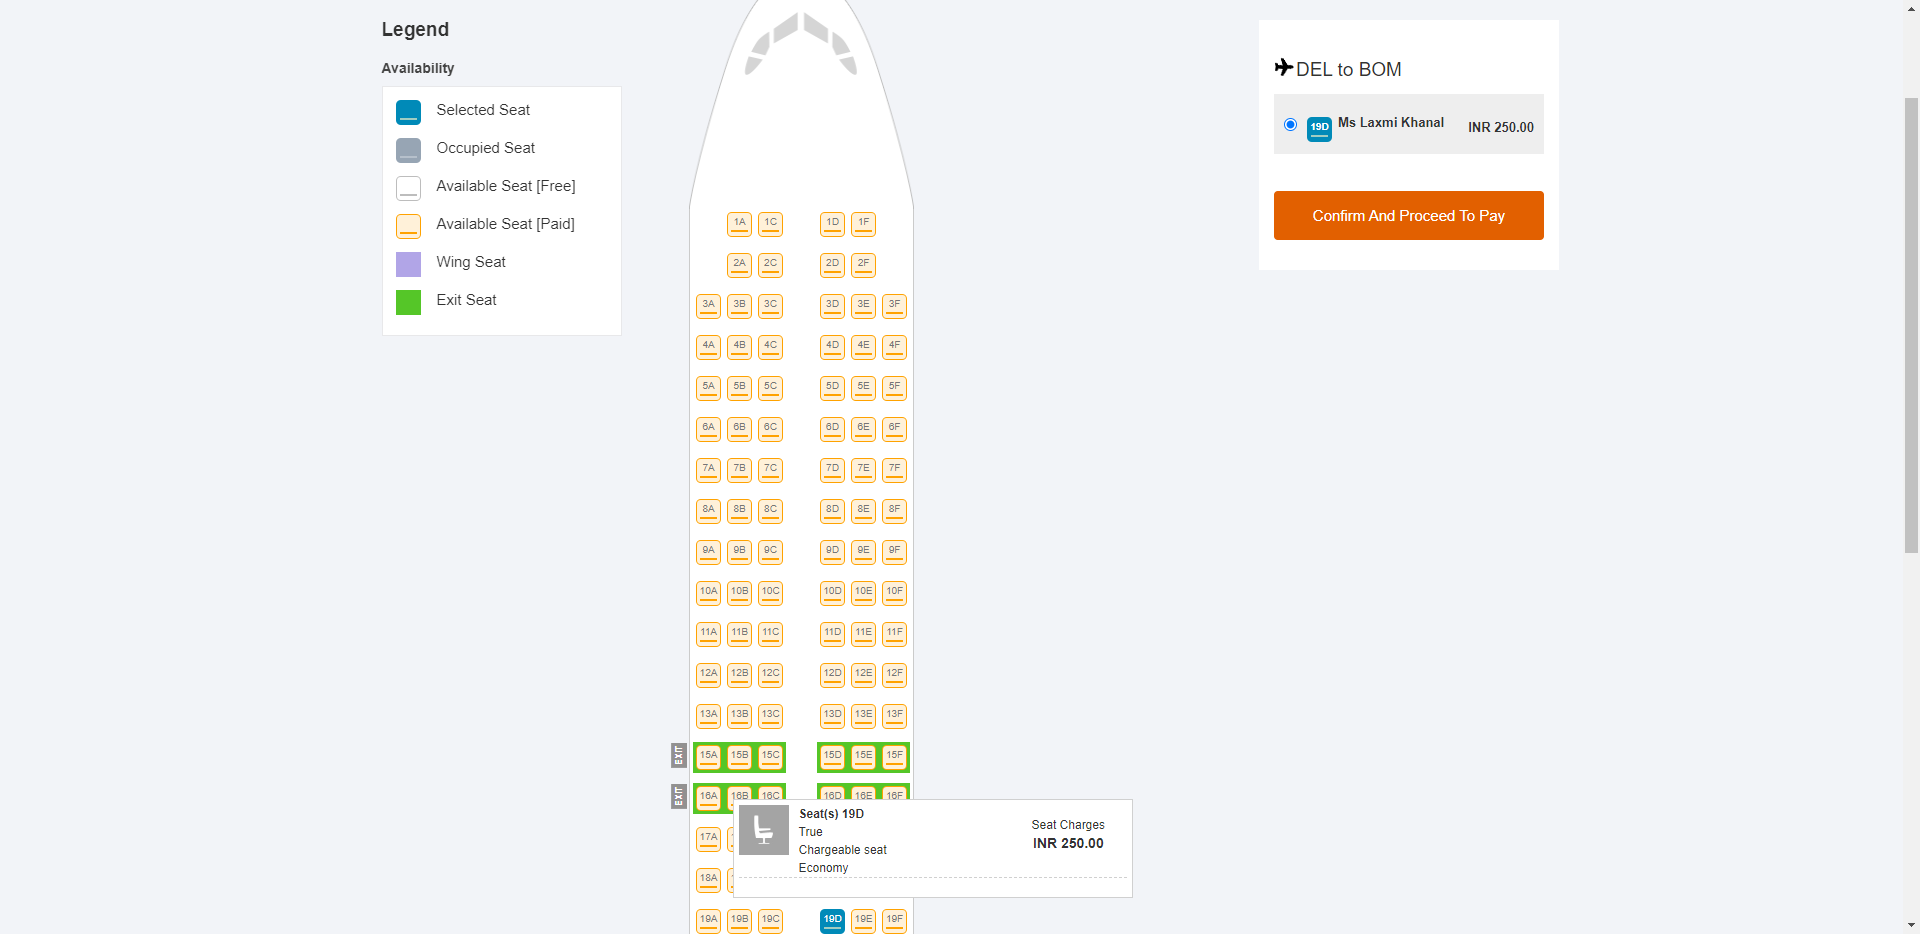 Legend
Availability
Selected Seat
Occupied Seat
Available Seat [Free]
Available Seat [Paid]
Wing Seat
Exit Seat
DEL to BOM
19D Ms Laxmi Khanal INR 250.00
Confirm And Proceed To Pay
1A 1C 1D 1F
2A 2C 2D 2F
3A 3B 3C 3D 3E 3F
4A 4B 4C 4D 4E 4F
5A 5B 5C 5D 5E 5F
6A 6B 6C 6D 6E 6F
7A 7B 7C 7D 7E 7F
8A 8B 8C 8D 8E 8F
9A 9B 9C 9D 9E 9F
10A 10B 10C 10D 10E 10F
11A 11B 11C 11D 11E 11F
12A 12B 12C 12D 12E 12F
13A 13B 13C 13D 13E 13F
EXIT 15A 15B 15C 15D 15E 15F
EXIT 16A 16B 16C 16D 16E 16F
17A
18A
Seat(s) 19D
True
Chargeable seat
Economy
Seat Charges
INR 250.00
19A 19B 19C 19D 19E 19F